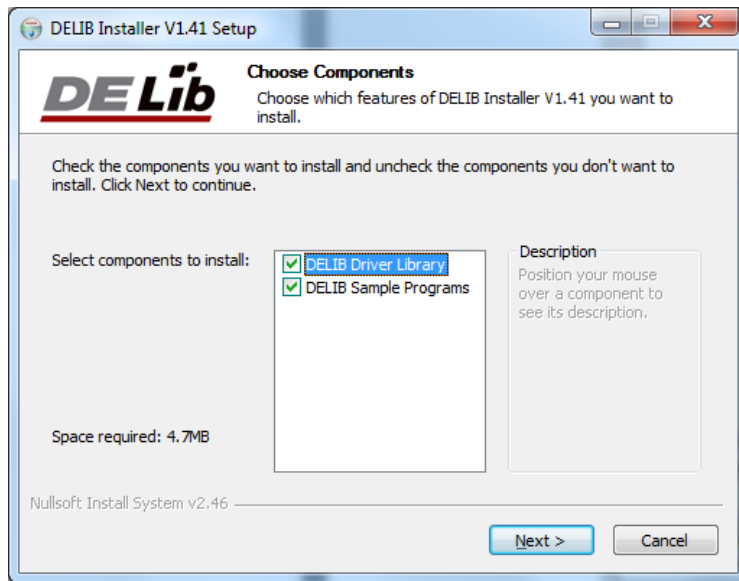 DELIB Installer V1.41 Setup
DELib
Choose Components
Choose which features of DELIB Installer V1.41 you want to
install.
Check the components you want to install and uncheck the components you don't want to
install. Click Next to continue.
Select components to install:
DELIB Driver Library
DELIB Sample Programs
Description
Position your mouse
over a component to
see its description.
Space required: 4.7MB
Nullsoft Install System v2.46
Next >
Cancel